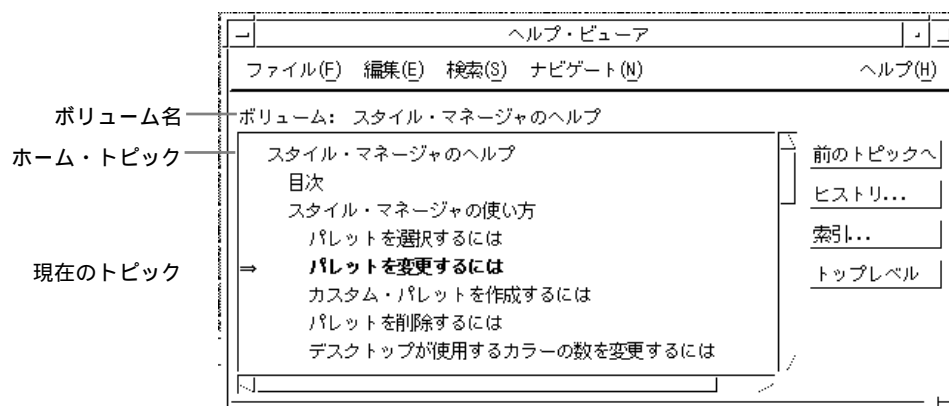 ヘルプ・ビューア
ファイル(F) 編集(E) 検索(S) ナビゲート(N) ヘルプ(H)
ボリューム名
ボリューム: スタイル・マネージャのヘルプ
ホーム・トピック
スタイル・マネージャのヘルプ
目次
スタイル・マネージャの使い方
パレットを選択するには
現在のトピック
⇒ パレットを変更するには
カスタム・パレットを作成するには
パレットを削除するには
デスクトップが使用するカラーの数を変更するには
前のトピックへ
ヒストリ...
索引...
トップレベル